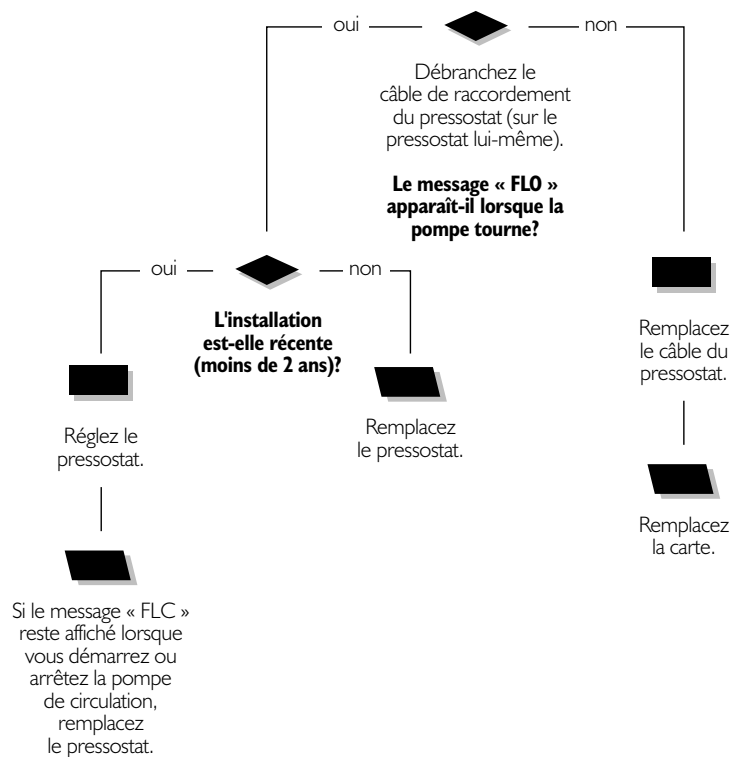 oui
non
Débranchez le
câble de raccordement
du pressostat (sur le
pressostat lui-même).
Le message « FLO »
apparaît-il lorsque la
pompe tourne?
oui
non
L'installation
est-elle récente
(moins de 2 ans)?
Remplacez
le câble du
pressostat.
Réglez le
pressostat.
Remplacez
le pressostat.
Remplacez
la carte.
Si le message « FLC »
reste affiché lorsque
vous démarrez ou
arrêtez la pompe
de circulation,
remplacez
le pressostat.